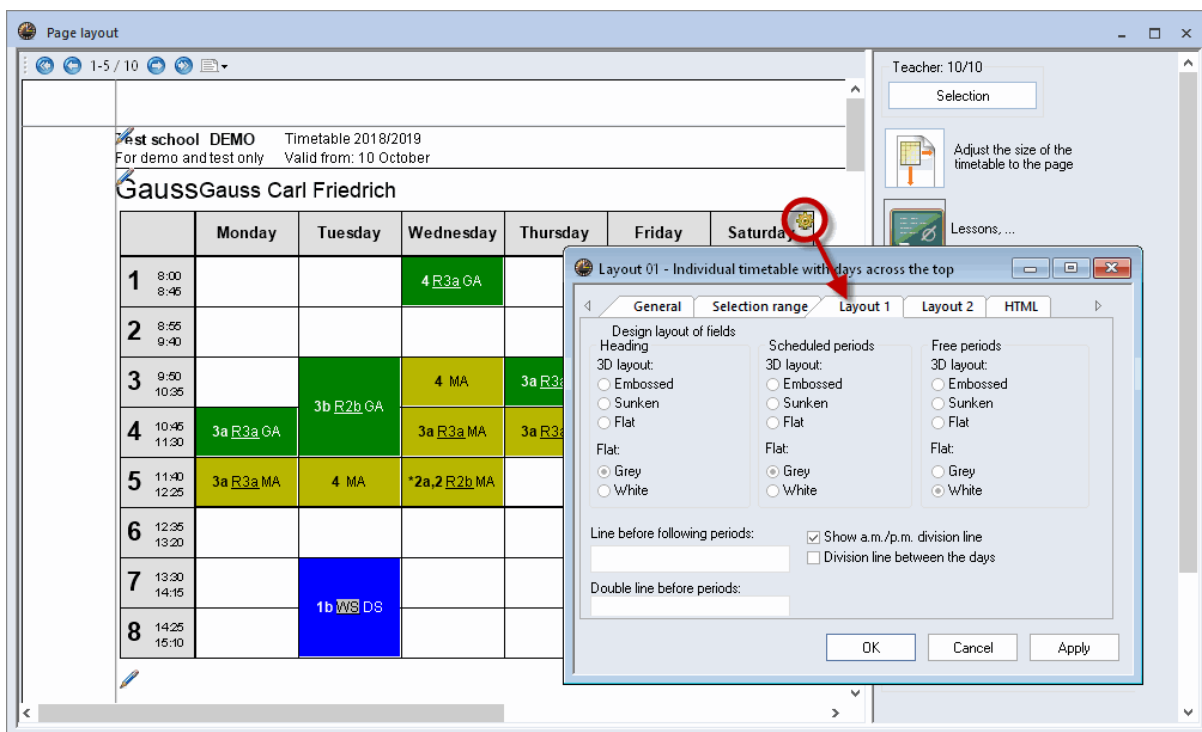 Page layout
1-5 / 10
Teacher: 10/10
Selection
Adjust the size of the
timetable to the page
Lessons, ...
Test school DEMO Timetable 2018/2019
For demo and test only Valid from: 10 October
GaussGauss Carl Friedrich
Monday Tuesday Wednesday Thursday Friday Saturday
1 8:00 8:45 4 R3a GA
2 8:55 9:40
3 9:50 10:35 3b R2b GA 4 MA 3a R3a
4 10:45 11:30 3a R3a GA 3a R3a MA 3a R3a
5 11:40 12:25 3a R3a MA 4 MA *2a,2 R2b MA
6 12:35 13:20
7 13:30 14:15 1b WS DS
8 14:25 15:10
Layout 01 - Individual timetable with days across the top
General Selection range Layout 1 Layout 2 HTML
Design layout of fields
Heading Scheduled periods Free periods
3D layout: 3D layout: 3D layout:
Embossed Embossed Embossed
Sunken Sunken Sunken
Flat Flat Flat
Flat: Flat: Flat:
Grey Grey Grey
White White White
Line before following periods: Show a.m./p.m. division line
Division line between the days
Double line before periods:
OK Cancel Apply